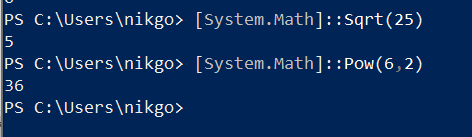 PS C:\Users\nikgo> [System.Math]::Sqrt(25)
5
PS C:\Users\nikgo> [System.Math]::Pow(6,2)
36
PS C:\Users\nikgo>